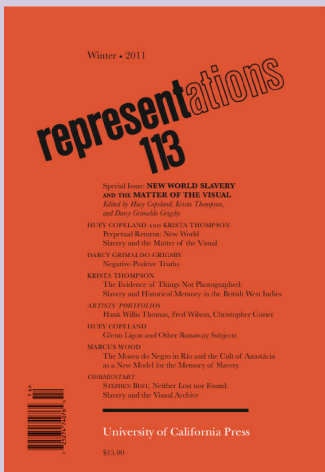 Winter • 2011
representations
113
Special Issue: NEW WORLD SLAVERY
AND THE MATTER OF THE VISUAL
Edited by Huey Copeland, Krista Thompson,
and Darcy Grimaldo Grigsby
HUEY COPELAND AND KRISTA THOMPSON
Perpetual Returns: New World
Slavery and the Matter of the Visual
DARCY GRIMALDO GRIGSBY
Negative-Positive Truths
KRISTA THOMPSON
The Evidence of Things Not Photographed:
Slavery and Historical Memory in the British West Indies
ARTISTS' PORTFOLIOS
Hank Willis Thomas, Fred Wilson, Christopher Cozier
HUEY COPELAND
Glenn Ligon and Other Runaway Subjects
MARCUS WOOD
The Museu do Negro in Rio and the Cult of Anastácia
as a New Model for the Memory of Slavery
COMMENTARY
STEPHEN BEST, Neither Lost nor Found:
Slavery and the Visual Archive
University of California Press
$15.00